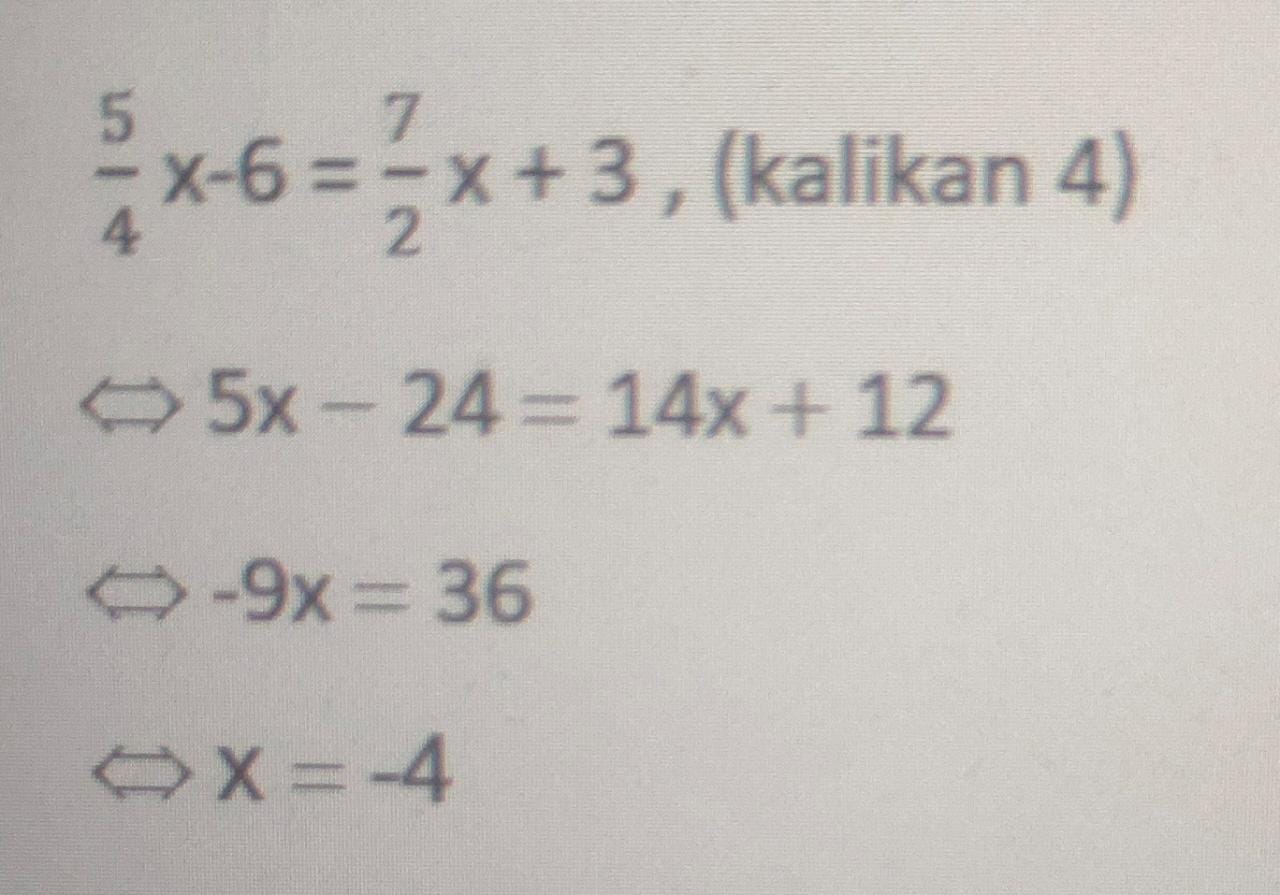 5/4 x-6 = 7/2 x + 3 , (kalikan 4)
⇔ 5x – 24 = 14x + 12
⇔ -9x = 36
⇔ x = -4